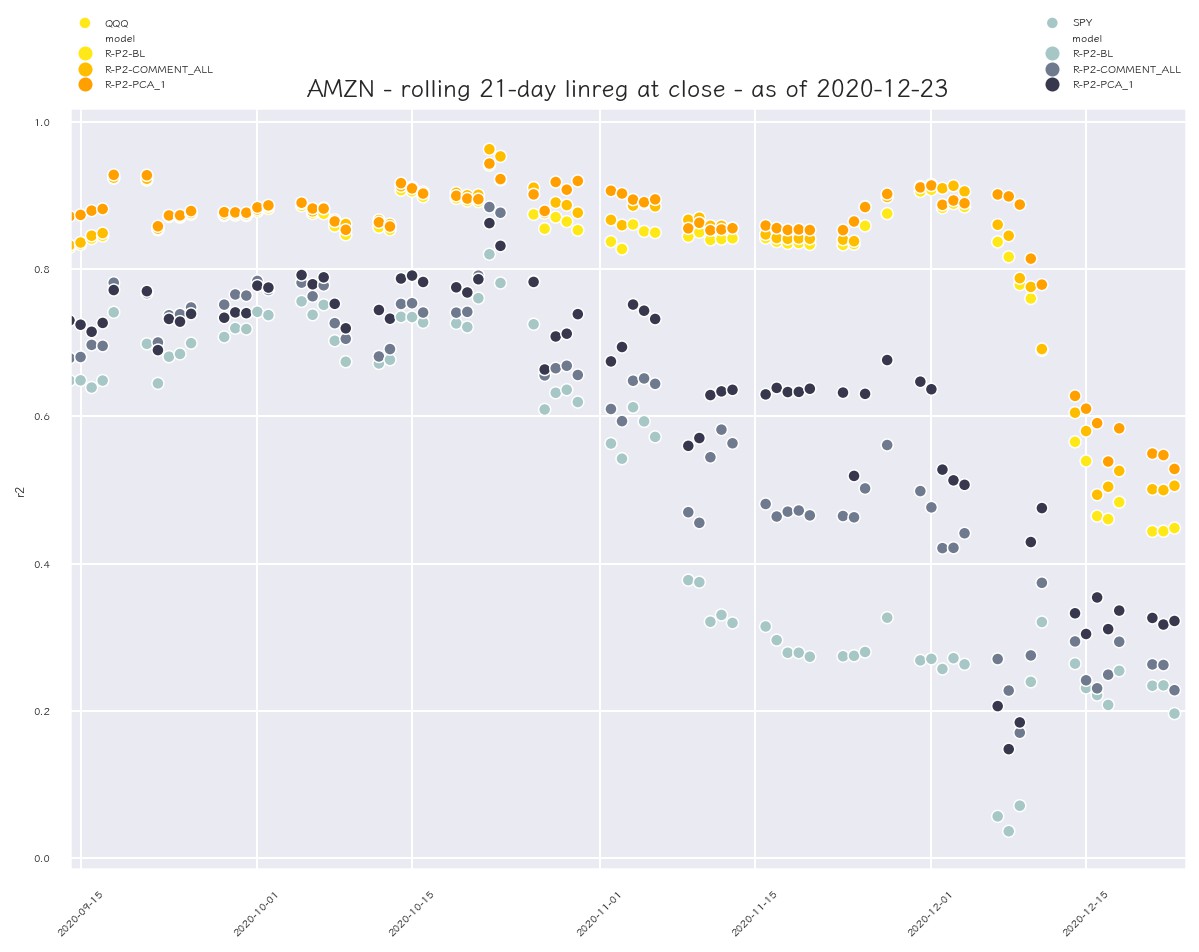 QQQ
model
R-P2-BL
R-P2-COMMENT_ALL
R-P2-PCA_1
SPY
model
R-P2-BL
R-P2-COMMENT_ALL
R-P2-PCA_1
AMZN - rolling 21-day linreg at close - as of 2020-12-23
1.0
0.8
0.6
r2
0.4
0.2
0.0
2020-09-15
2020-10-01
2020-10-15
2020-11-01
2020-11-15
2020-12-01
2020-12-15